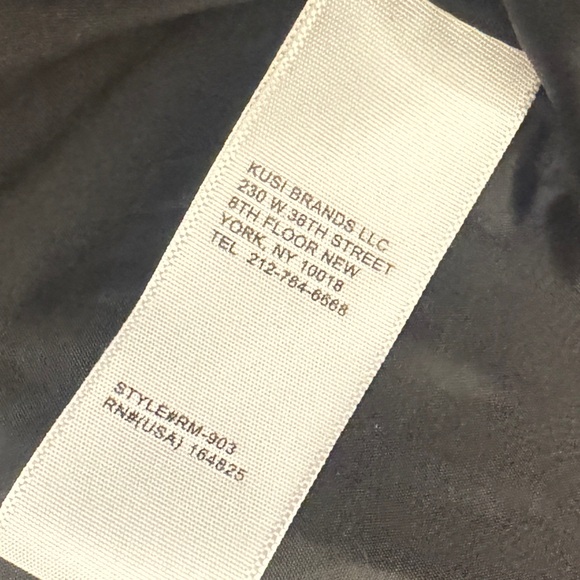 KUSI BRANDS LLC
230 W 38TH STREET
8TH FLOOR NEW
YORK, NY 10018
TEL 212-764-6668
STYLE#RM-903
RN#(USA) 164825